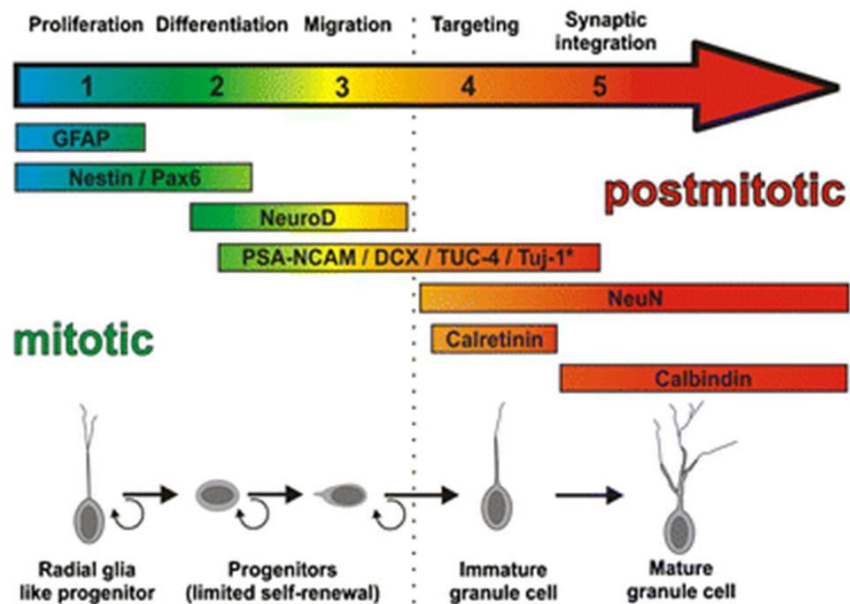 Proliferation Differentiation Migration Targeting Synaptic
integration
1 2 3 4 5
GFAP
Nestin / Pax6
postmitotic
NeuroD
PSA-NCAM / DCX / TUC-4 / Tuj-1*
NeuN
mitotic
Calretinin
Calbindin
Radial glia
like progenitor
Progenitors
(limited self-renewal)
Immature
granule cell
Mature
granule cell